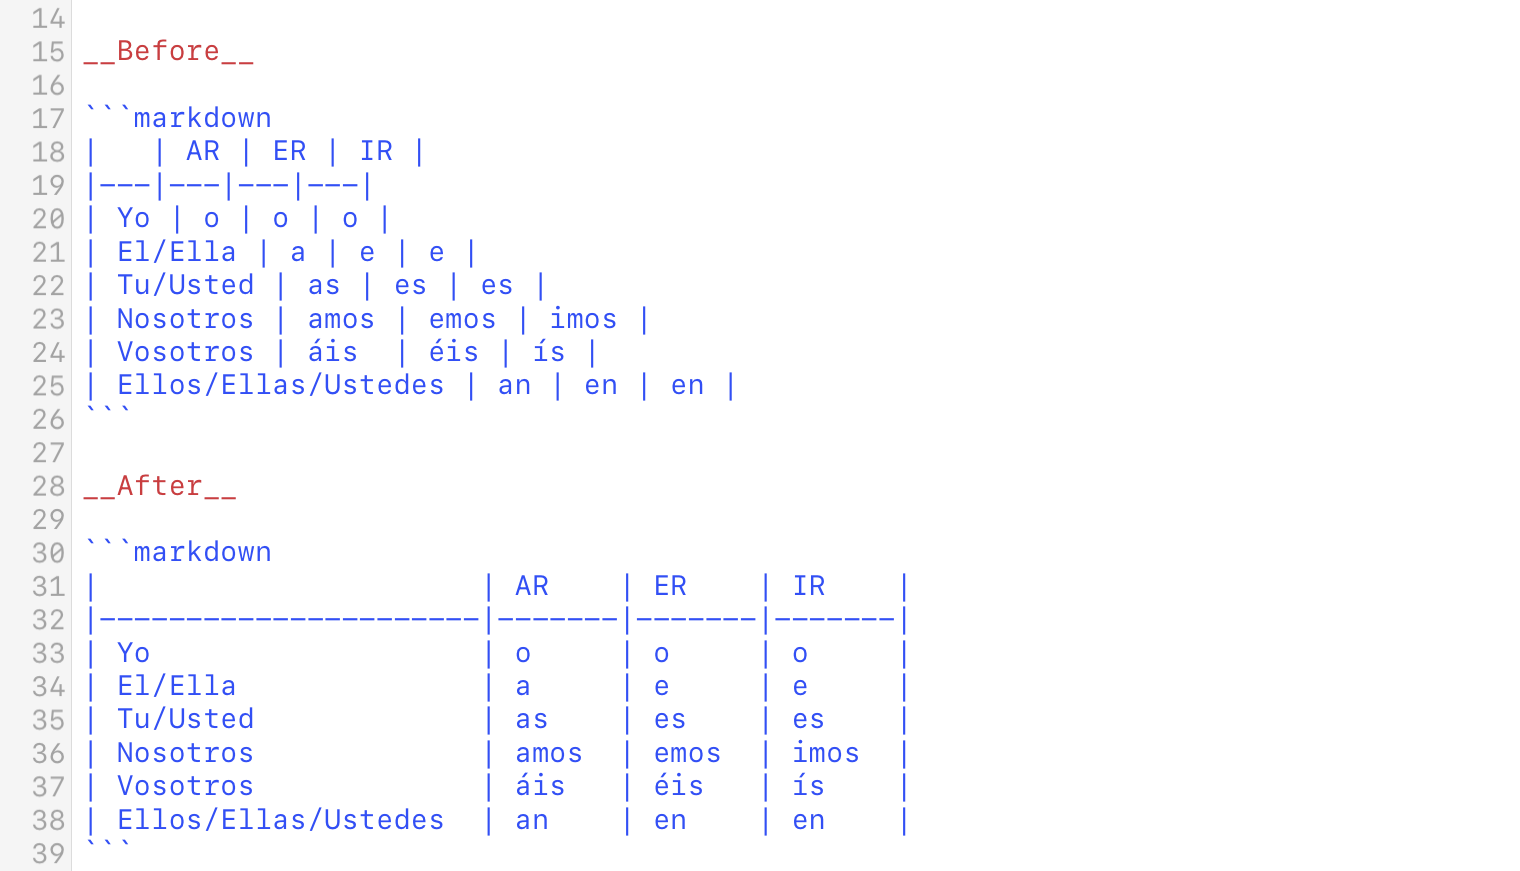 14
15 __Before__
16
17 ```markdown
18 |   | AR | ER | IR |
19 |---|---|---|---|
20 | Yo | o | o | o |
21 | El/Ella | a | e | e |
22 | Tu/Usted | as | es | es |
23 | Nosotros | amos | emos | imos |
24 | Vosotros | áis  | éis | ís |
25 | Ellos/Ellas/Ustedes | an | en | en |
26 ```
27
28 __After__
29
30 ```markdown
31 |                      | AR    | ER    | IR    |
32 |----------------------|-------|-------|-------|
33 | Yo                   | o     | o     | o     |
34 | El/Ella              | a     | e     | e     |
35 | Tu/Usted             | as    | es    | es    |
36 | Nosotros             | amos  | emos  | imos  |
37 | Vosotros             | áis   | éis   | ís    |
38 | Ellos/Ellas/Ustedes  | an    | en    | en    |
39 ```